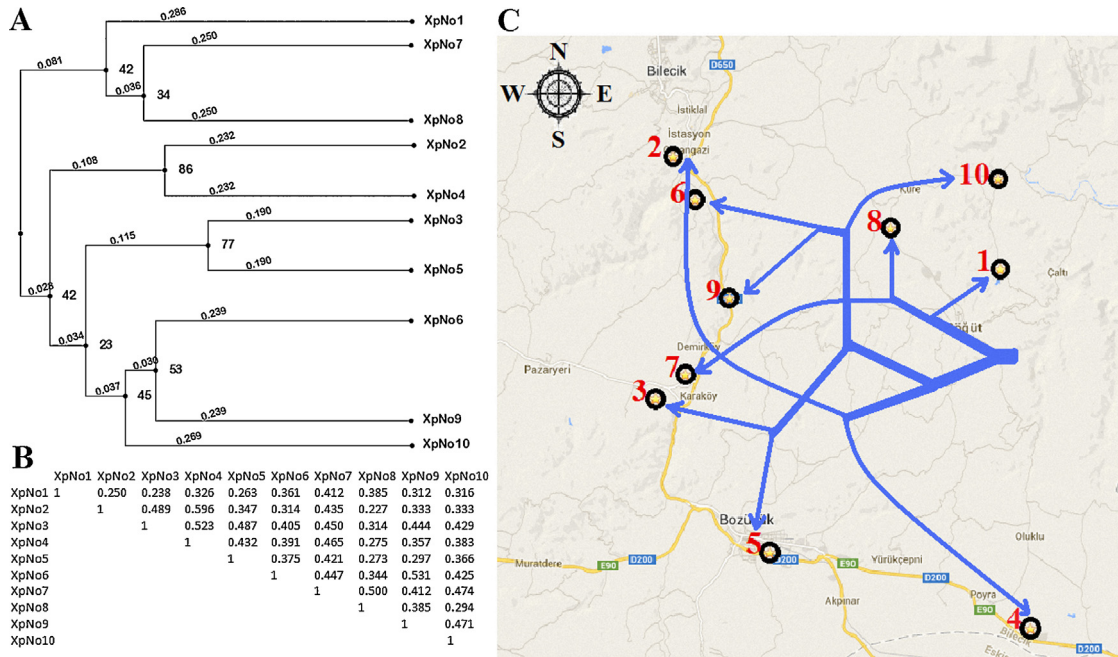 A
0.286
XpNo1
0.250
XpNo7
0.081
42
0.036
34
0.250
XpNo8
0.232
XpNo2
0.108
86
0.232
XpNo4
0.190
XpNo3
0.115
77
0.190
XpNo5
0.028
42
0.239
XpNo6
0.034
23
0.030
53
0.037
45
0.239
XpNo9
0.269
XpNo10
B
XpNo1 XpNo2 XpNo3 XpNo4 XpNo5 XpNo6 XpNo7 XpNo8 XpNo9 XpNo10
XpNo1 1 0.250 0.238 0.326 0.263 0.361 0.412 0.385 0.312 0.316
XpNo2 1 0.489 0.596 0.347 0.314 0.435 0.227 0.333 0.333
XpNo3 1 0.523 0.487 0.405 0.450 0.314 0.444 0.429
XpNo4 1 0.432 0.391 0.465 0.275 0.357 0.383
XpNo5 1 0.375 0.421 0.273 0.297 0.366
XpNo6 1 0.447 0.344 0.531 0.425
XpNo7 1 0.500 0.412 0.474
XpNo8 1 0.385 0.294
XpNo9 1 0.471
XpNo10 1
C
N
W E
S
D650
Bilecik
İstiklal
İstasyon
2
6
10
Küre
8
1
Çaltı
9
Demirköy
Pazaryeri
7
3
Karaköy
5
Muratdere
E90
D200
E90
Yürükçepni
D200
Oluklu
Akpınar
Poyra
E90
4
Bilecik
D200